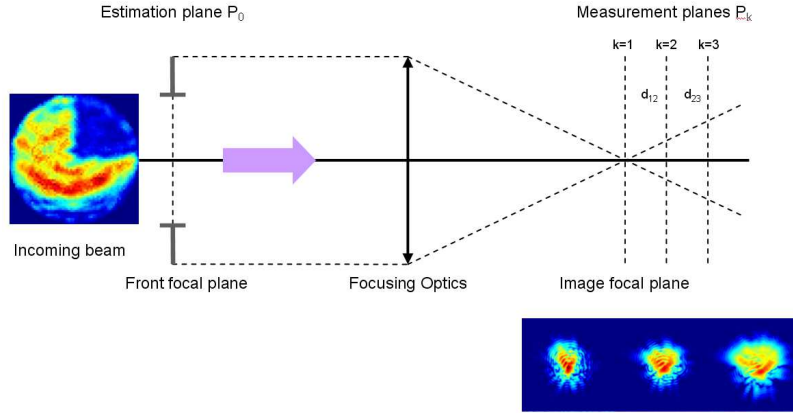 Estimation plane P0
Measurement planes Pk
k=1 k=2 k=3
d12 d23
Incoming beam
Front focal plane Focusing Optics Image focal plane